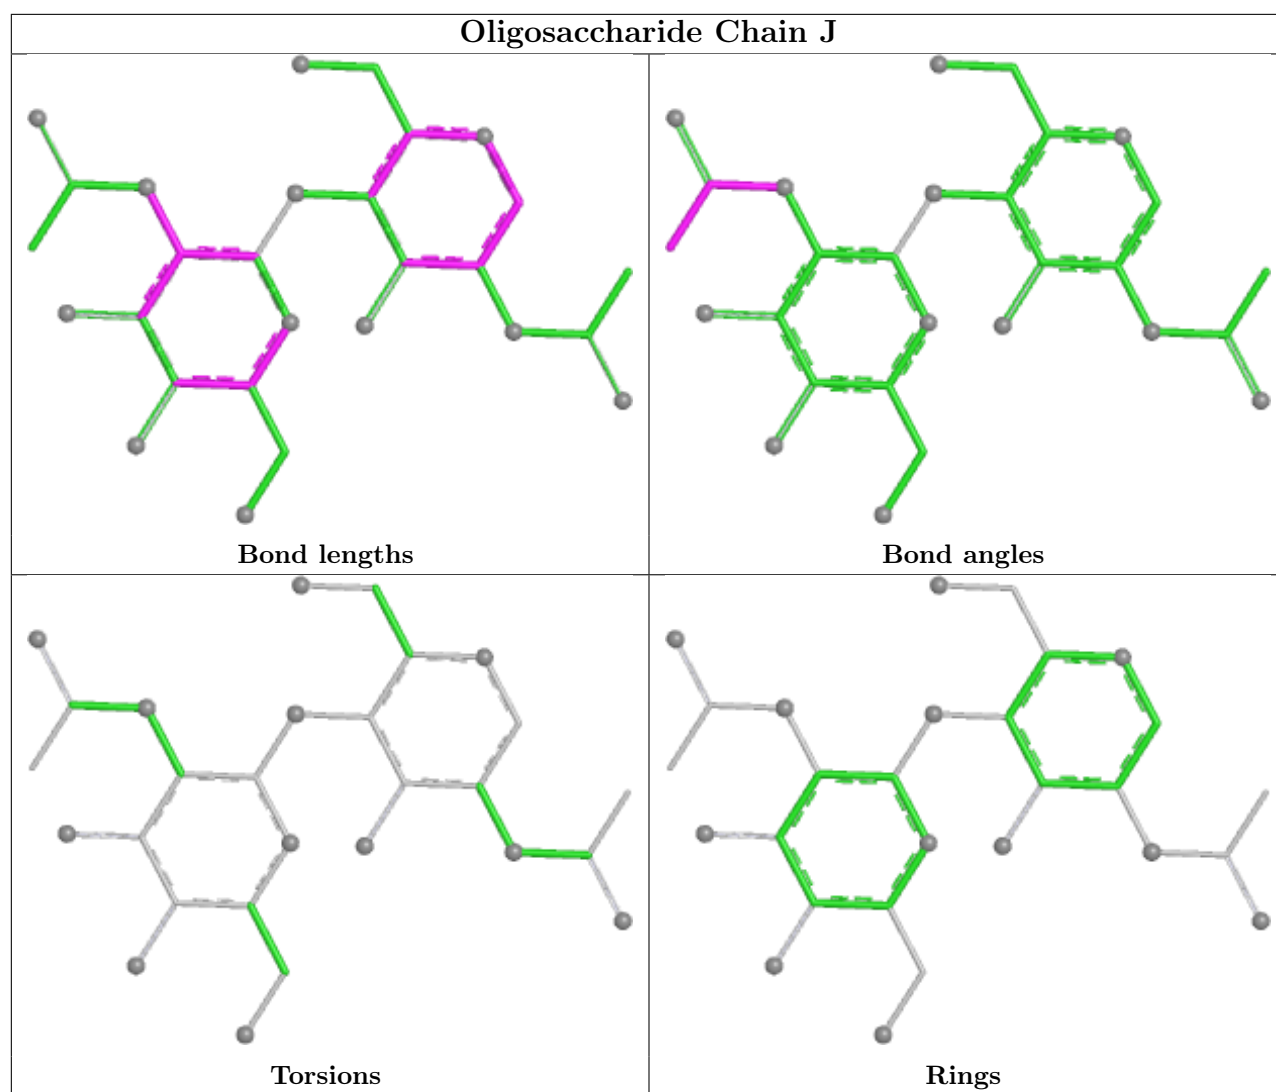 Oligosaccharide Chain J
Bond lengths
Bond angles
Torsions
Rings